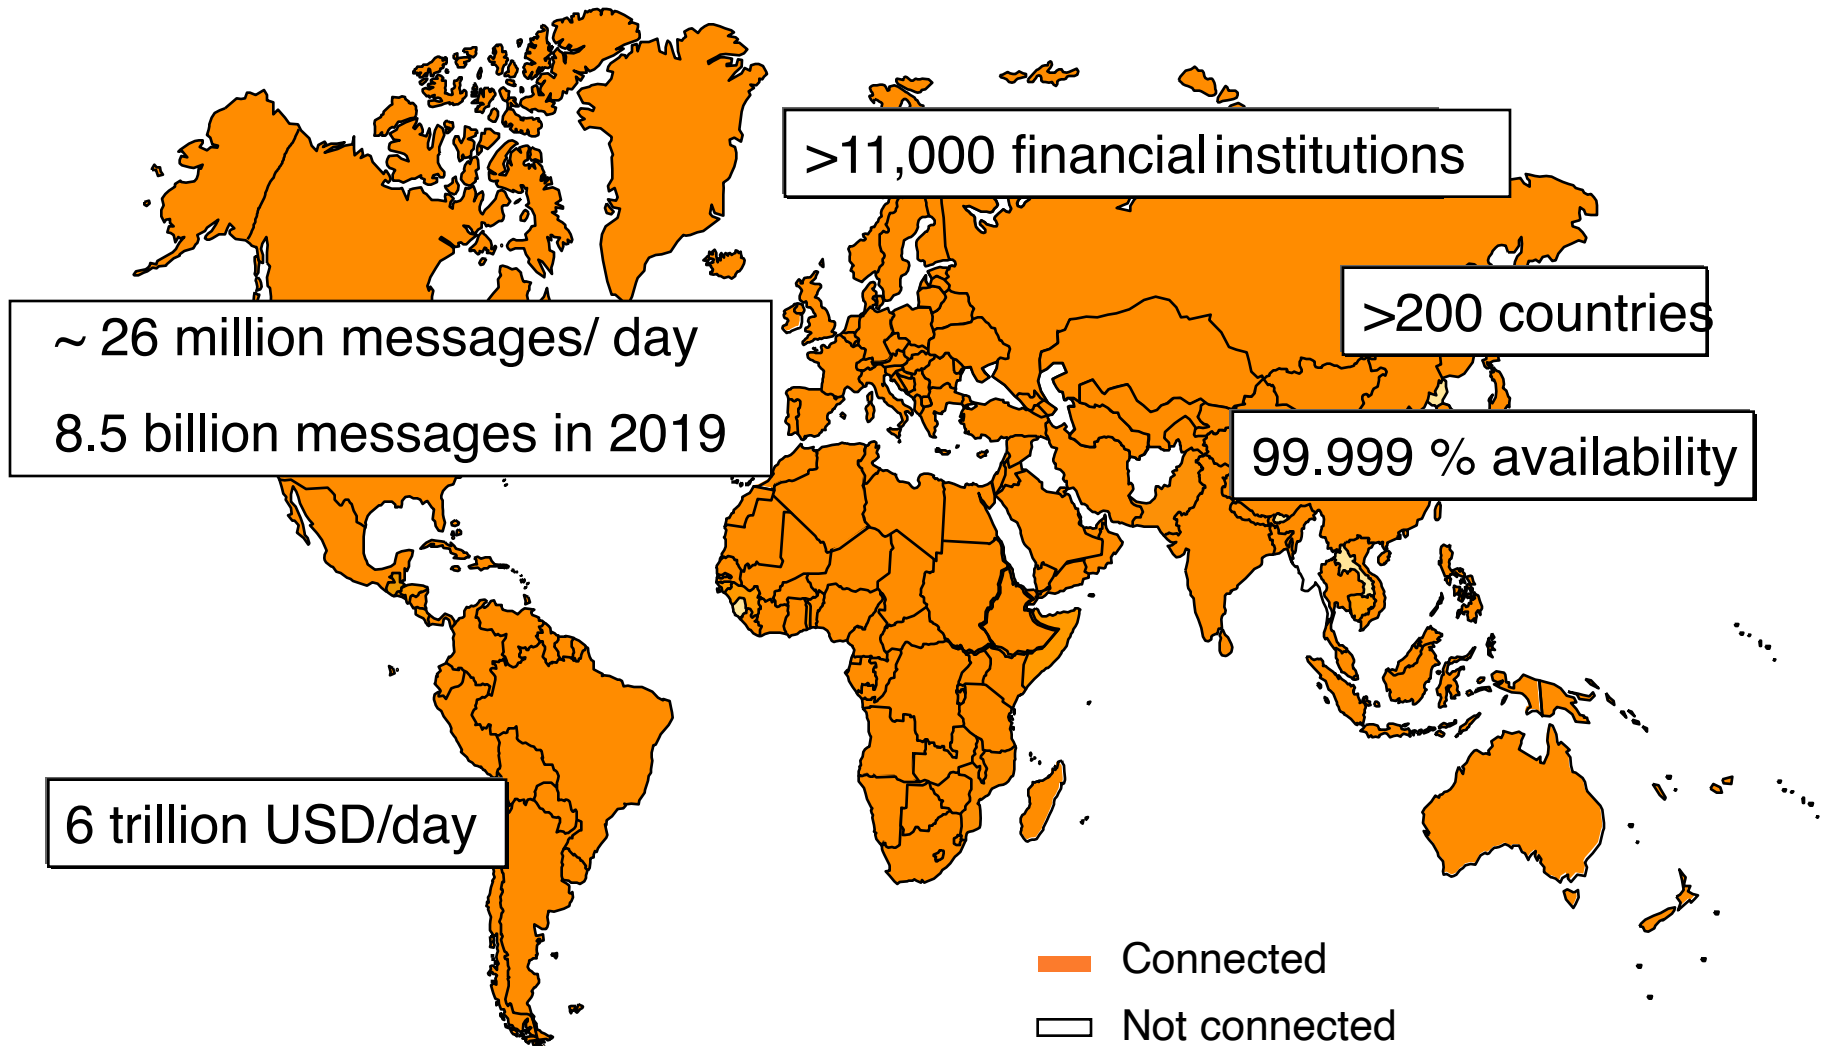 >11,000 financial institutions
>200 countries
~ 26 million messages/ day
8.5 billion messages in 2019
99.999 % availability
6 trillion USD/day
Connected
Not connected